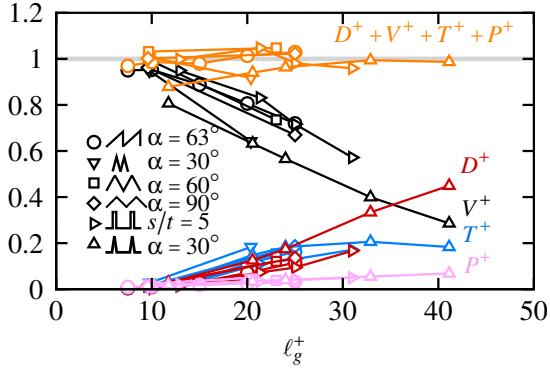 D⁺ + V⁺ + T⁺ + P⁺
1.2
1
0.8
0.6
0.4
0.2
0
α = 63°
α = 30°
α = 60°
α = 90°
s/t = 5
α = 30°
D⁺
V⁺
T⁺
P⁺
0 10 20 30 40 50
ℓg⁺